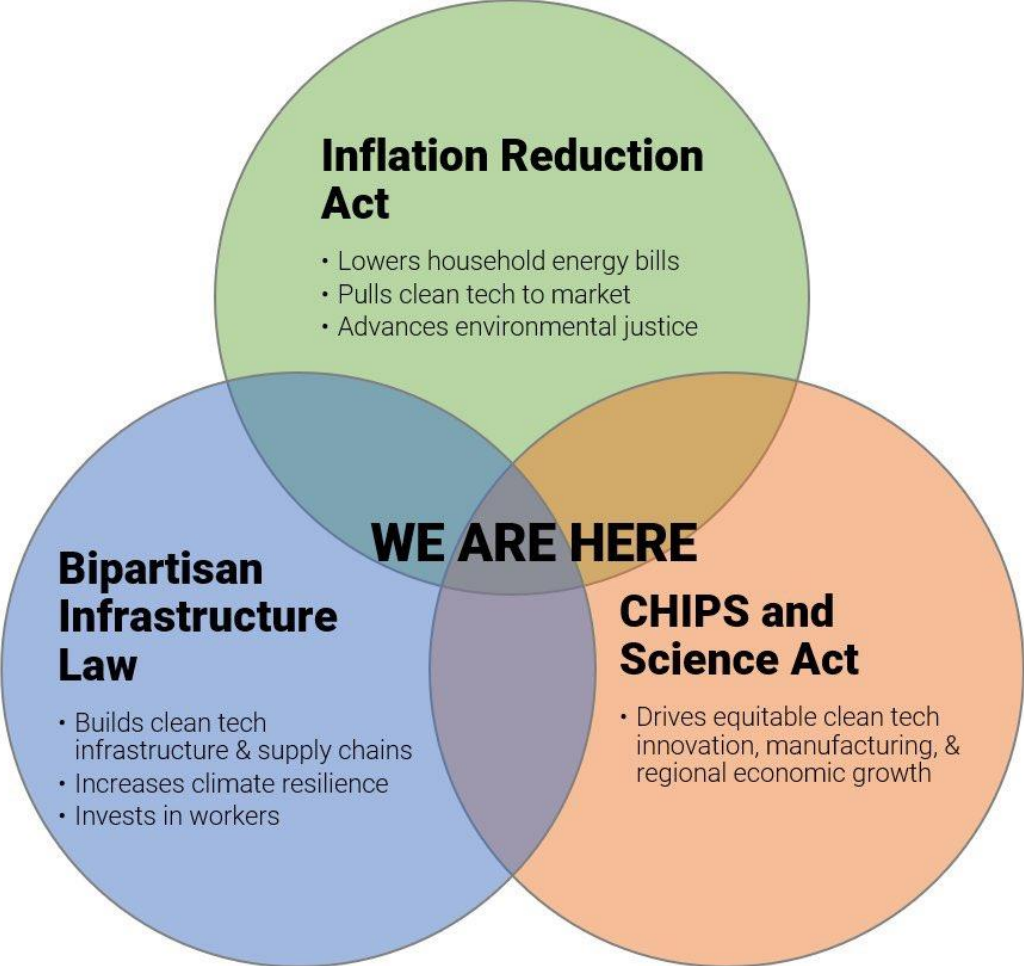 Inflation Reduction
Act
• Lowers household energy bills
• Pulls clean tech to market
• Advances environmental justice
WE ARE HERE
Bipartisan
Infrastructure
Law
• Builds clean tech
infrastructure & supply chains
• Increases climate resilience
• Invests in workers
CHIPS and
Science Act
• Drives equitable clean tech
innovation, manufacturing, &
regional economic growth